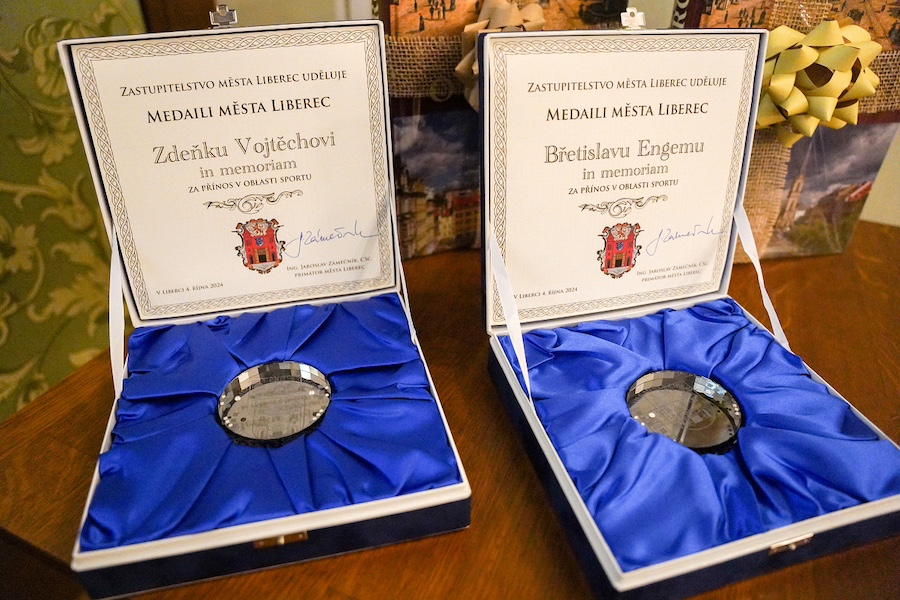 Zastupitelstvo města Liberec uděluje
Medaili města Liberec
Zdeňku Vojtěchovi
in memoriam
za přínos v oblasti sportu
Ing. Jaroslav Zámečník, CSc.
primátor města Liberec
V Liberci 4. října 2024
Zastupitelstvo města Liberec uděluje
Medaili města Liberec
Břetislavu Engemu
in memoriam
za přínos v oblasti sportu
Ing. Jaroslav Zámečník, CSc.
primátor města Liberec
V Liberci 4. října 2024